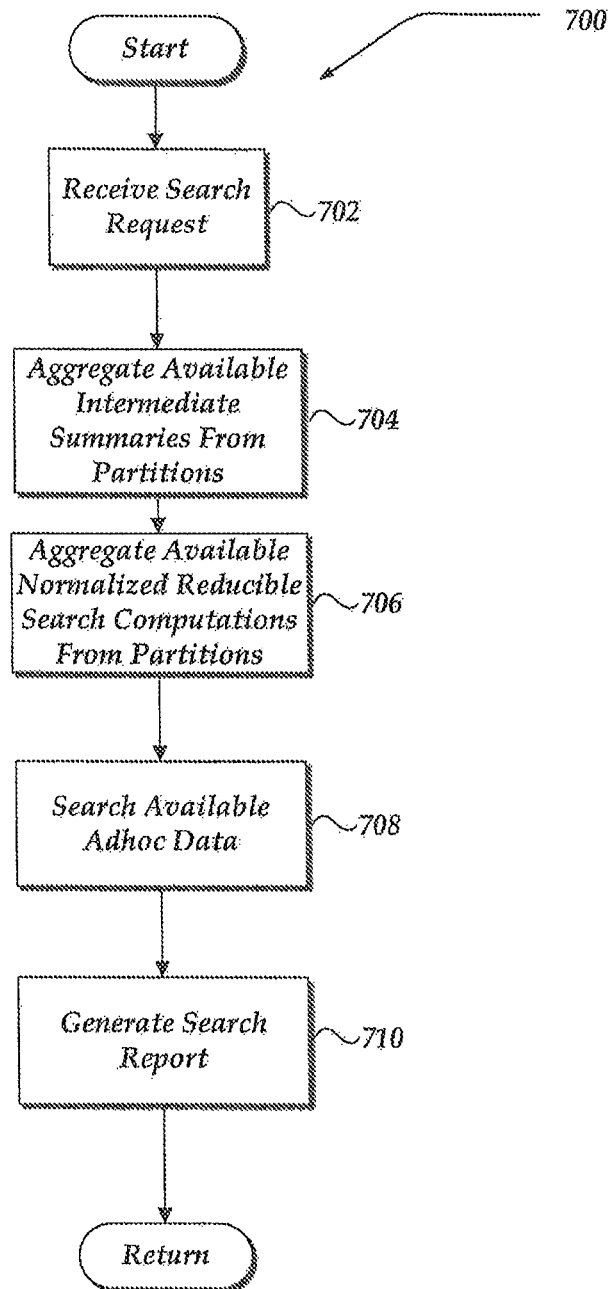 700
Start
Receive Search
Request
702
Aggregate Available
Intermediate
Summaries From
Partitions
704
Aggregate Available
Normalized Reducible
Search Computations
From Partitions
706
Search Available
Adhoc Data
708
Generate Search
Report
710
Return